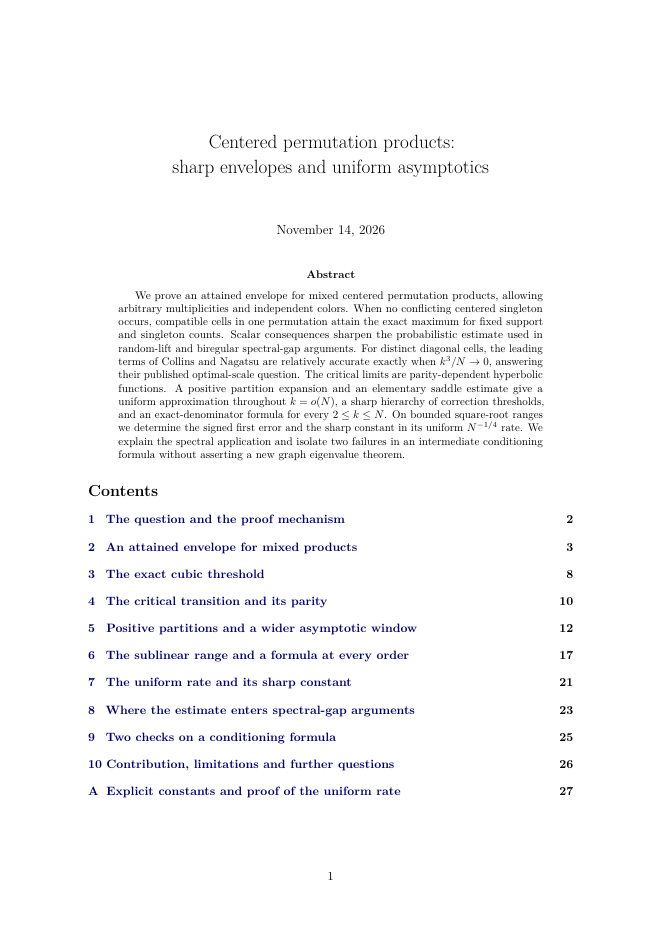 Centered permutation products:
sharp envelopes and uniform asymptotics
November 14, 2026
Abstract
We prove an attained envelope for mixed centered permutation products, allowing
arbitrary multiplicities and independent colors. When no conflicting centered singleton
occurs, compatible cells in one permutation attain the exact maximum for fixed support
and singleton counts. Scalar consequences sharpen the probabilistic estimate used in
random-lift and biregular spectral-gap arguments. For distinct diagonal cells, the leading
terms of Collins and Nagatsu are relatively accurate exactly when k³/N → 0, answering
their published optimal-scale question. The critical limits are parity-dependent hyperbolic
functions. A positive partition expansion and an elementary saddle estimate give a
uniform approximation throughout k = o(N), a sharp hierarchy of correction thresholds,
and an exact-denominator formula for every 2 ≤ k ≤ N. On bounded square-root ranges
we determine the signed first error and the sharp constant in its uniform N⁻¹/⁴ rate. We
explain the spectral application and isolate two failures in an intermediate conditioning
formula without asserting a new graph eigenvalue theorem.
Contents
1 The question and the proof mechanism 2
2 An attained envelope for mixed products 3
3 The exact cubic threshold 8
4 The critical transition and its parity 10
5 Positive partitions and a wider asymptotic window 12
6 The sublinear range and a formula at every order 17
7 The uniform rate and its sharp constant 21
8 Where the estimate enters spectral-gap arguments 23
9 Two checks on a conditioning formula 25
10 Contribution, limitations and further questions 26
A Explicit constants and proof of the uniform rate 27
1